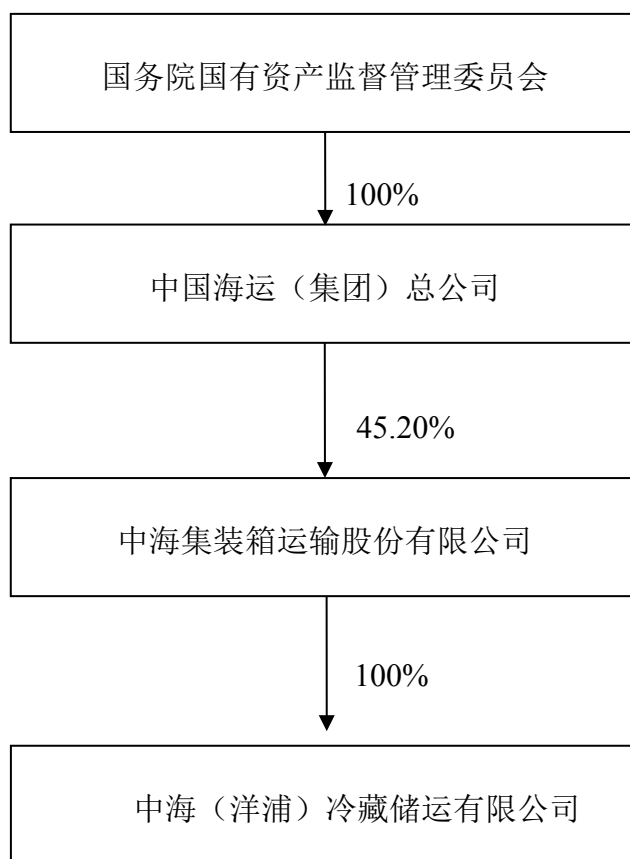 国务院国有资产监督管理委员会
100%
中国海运（集团）总公司
45.20%
中海集装箱运输股份有限公司
100%
中海（洋浦）冷藏储运有限公司